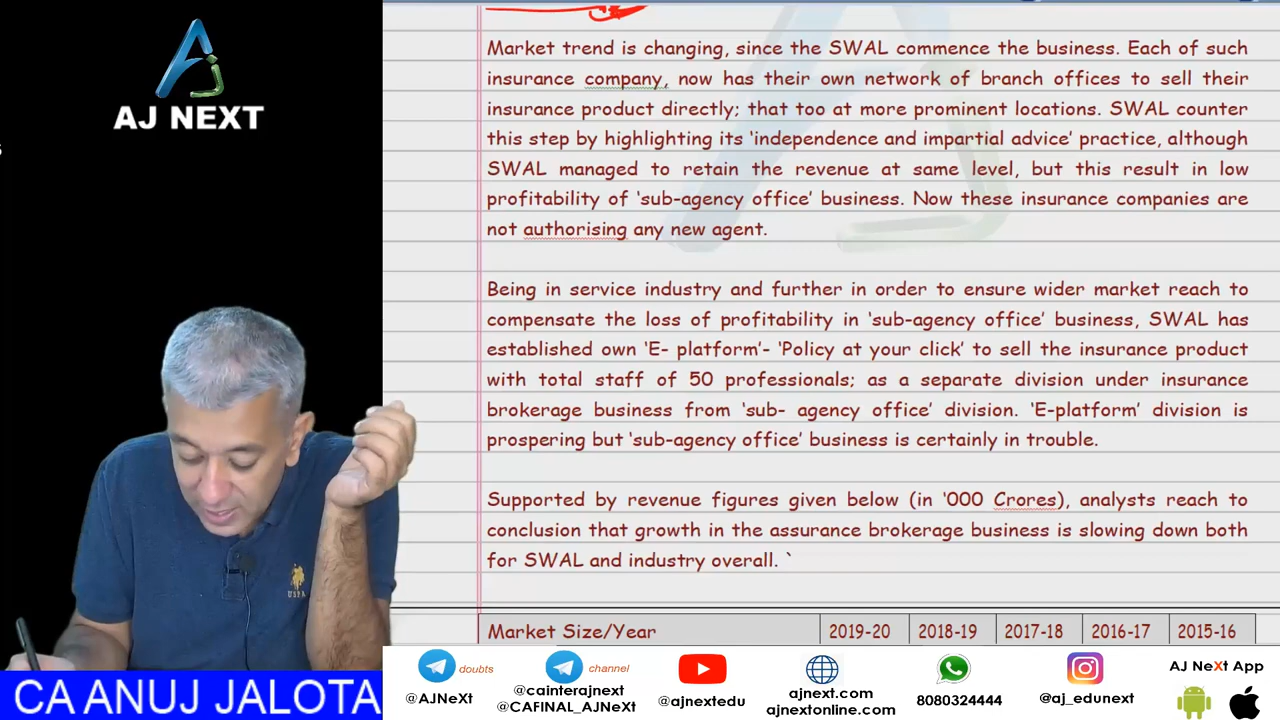 AJ NEXT
Market trend is changing, since the SWAL commence the business. Each of such
insurance company, now has their own network of branch offices to sell their
insurance product directly; that too at more prominent locations. SWAL counter
this step by highlighting its ‘independence and impartial advice’ practice, although
SWAL managed to retain the revenue at same level, but this result in low
profitability of ‘sub-agency office’ business. Now these insurance companies are
not authorising any new agent.
Being in service industry and further in order to ensure wider market reach to
compensate the loss of profitability in ‘sub-agency office’ business, SWAL has
established own ‘E- platform’- ‘Policy at your click’ to sell the insurance product
with total staff of 50 professionals; as a separate division under insurance
brokerage business from ‘sub- agency office’ division. ‘E-platform’ division is
prospering but ‘sub-agency office’ business is certainly in trouble.
Supported by revenue figures given below (in ‘000 Crores), analysts reach to
conclusion that growth in the assurance brokerage business is slowing down both
for SWAL and industry overall. `
Market Size/Year 2019-20 2018-19 2017-18 2016-17 2015-16
USPA
CA ANUJ JALOTA
doubts
@AJNeXt
channel
@cainterajnext
@CAFINAL_AJNeXt
@ajnextedu
ajnext.com
ajnextonline.com
8080324444
@aj_edunext
AJ NeXt App